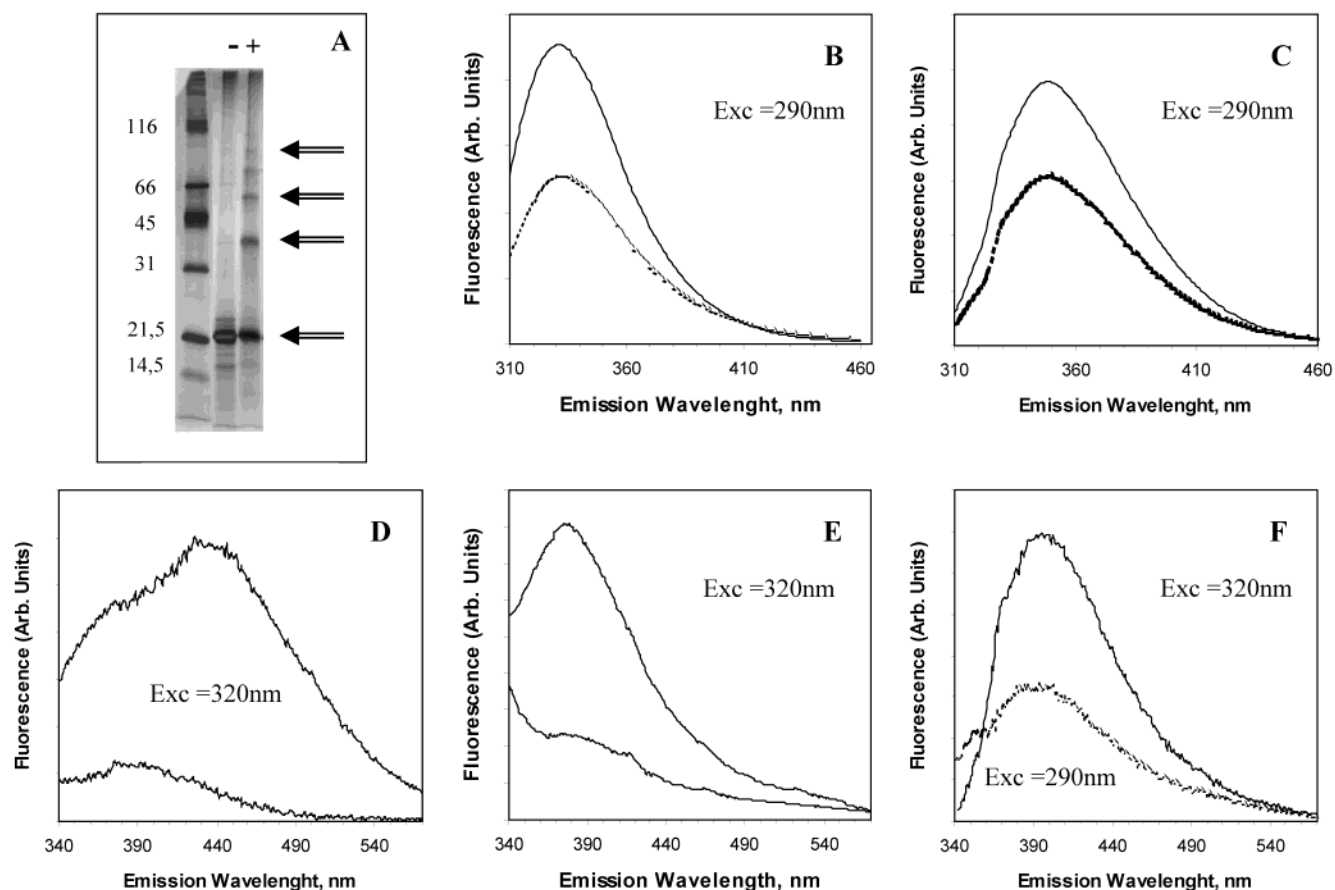 A
- +
116
66
45
31
21,5
14,5
B
Exc =290nm
Fluorescence (Arb. Units)
310 360 410 460
Emission Wavelenght, nm
C
Exc =290nm
Fluorescence (Arb. Units)
310 360 410 460
Emission Wavelenght, nm
D
Exc =320nm
Fluorescence (Arb. Units)
340 390 440 490 540
Emission Wavelenght, nm
E
Exc =320nm
Fluorescence (Arb. Units)
340 390 440 490 540
Emission Wavelength, nm
F
Exc =320nm
Exc =290nm
Fluorescence (Arb. Units)
340 390 440 490 540
Emission Wavelenght, nm